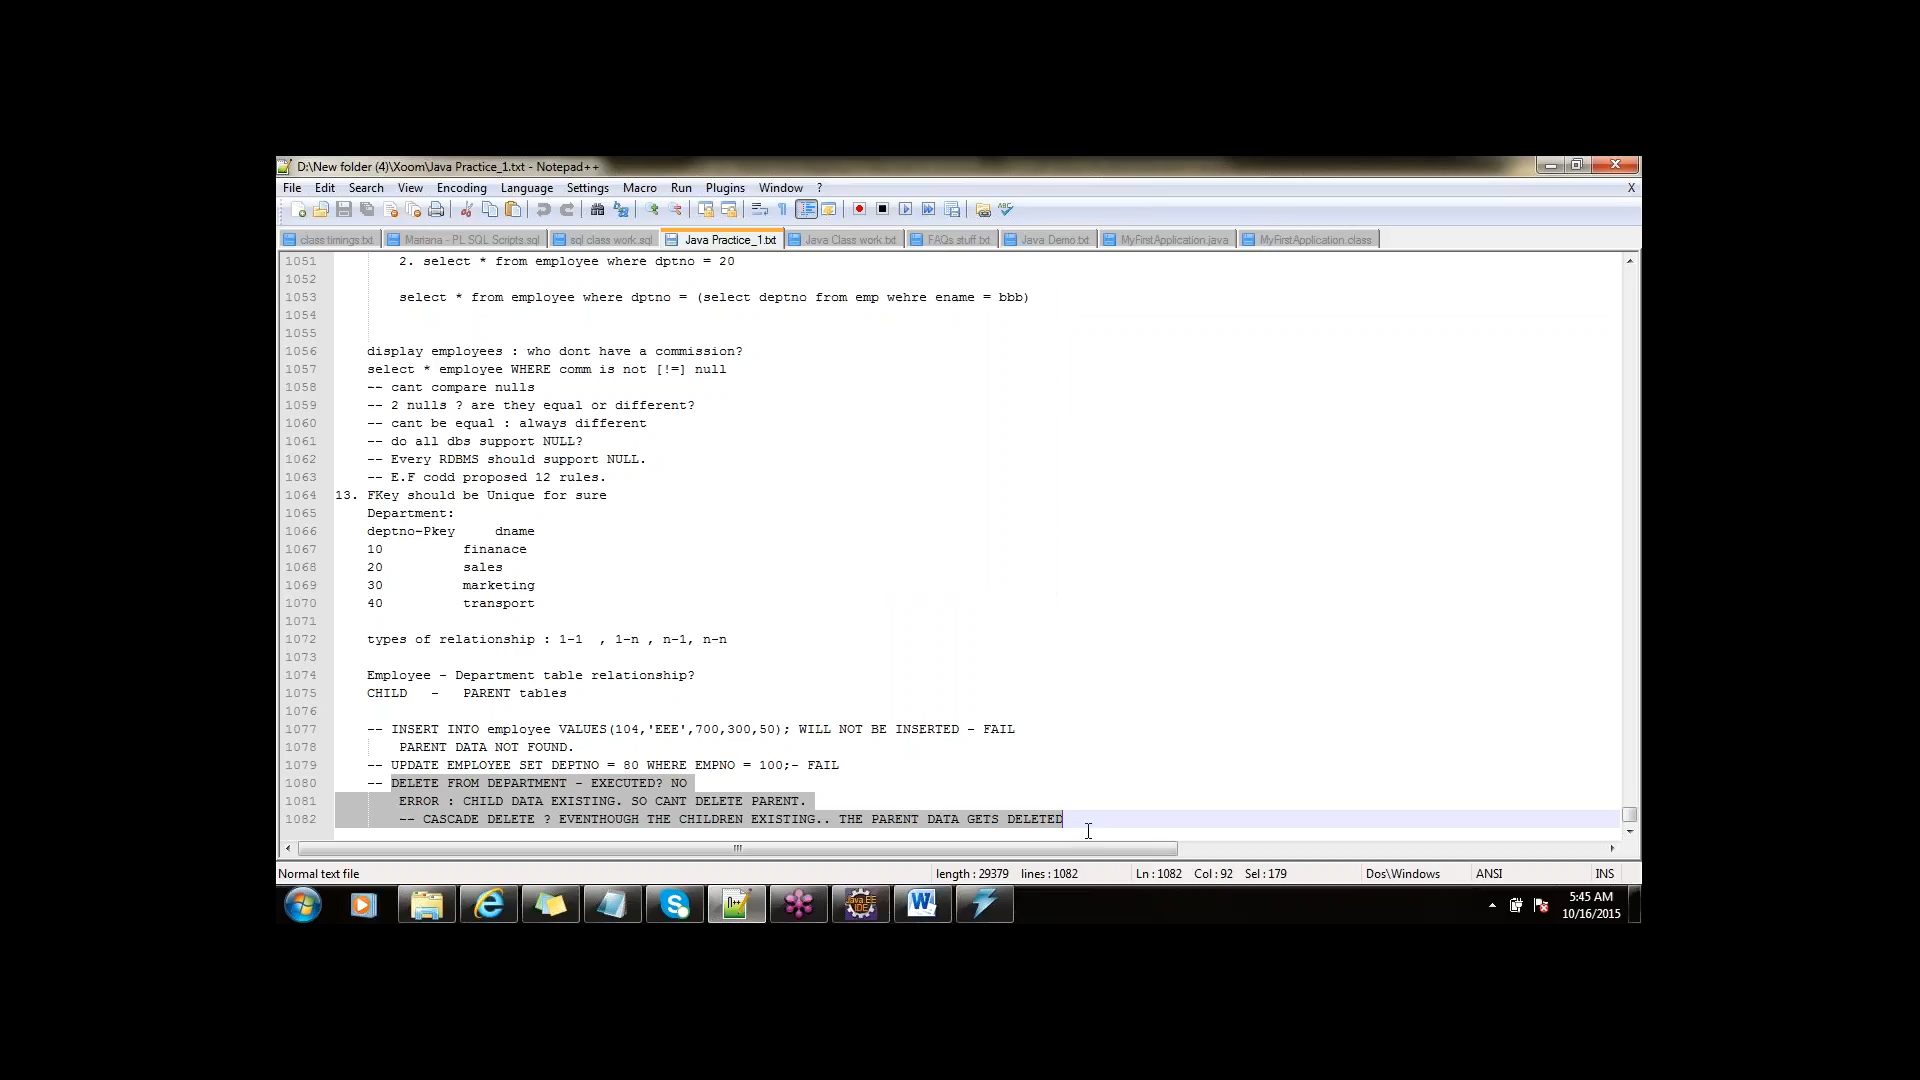 D:\New folder (4)\Xoom\Java Practice_1.txt - Notepad++
File Edit Search View Encoding Language Settings Macro Run Plugins Window ? X
class timings.txt Mariana - PL SQL Scripts.sql sql class work.sql Java Practice_1.txt Java Class work.txt FAQs stuff.txt Java Demo.txt MyFirstApplication.java MyFirstApplication.class
1051 2. select * from employee where dptno = 20
1052
1053 select * from employee where dptno = (select deptno from emp wehre ename = bbb)
1054
1055
1056 display employees : who dont have a commission?
1057 select * employee WHERE comm is not [!=] null
1058 -- cant compare nulls
1059 -- 2 nulls ? are they equal or different?
1060 -- cant be equal : always different
1061 -- do all dbs support NULL?
1062 -- Every RDBMS should support NULL.
1063 -- E.F codd proposed 12 rules.
1064 13. FKey should be Unique for sure
1065 Department:
1066 deptno-Pkey dname
1067 10 finanace
1068 20 sales
1069 30 marketing
1070 40 transport
1071
1072 types of relationship : 1-1 , 1-n , n-1, n-n
1073
1074 Employee - Department table relationship?
1075 CHILD - PARENT tables
1076
1077 -- INSERT INTO employee VALUES(104,'EEE',700,300,50); WILL NOT BE INSERTED - FAIL
1078 PARENT DATA NOT FOUND.
1079 -- UPDATE EMPLOYEE SET DEPTNO = 80 WHERE EMPNO = 100;- FAIL
1080 -- DELETE FROM DEPARTMENT - EXECUTED? NO
1081 ERROR : CHILD DATA EXISTING. SO CANT DELETE PARENT.
1082 -- CASCADE DELETE ? EVENTHOUGH THE CHILDREN EXISTING.. THE PARENT DATA GETS DELETED
Normal text file length : 29379 lines : 1082 Ln : 1082 Col : 92 Sel : 179 Dos\Windows ANSI INS
Java EE
IDE
5:45 AM
10/16/2015